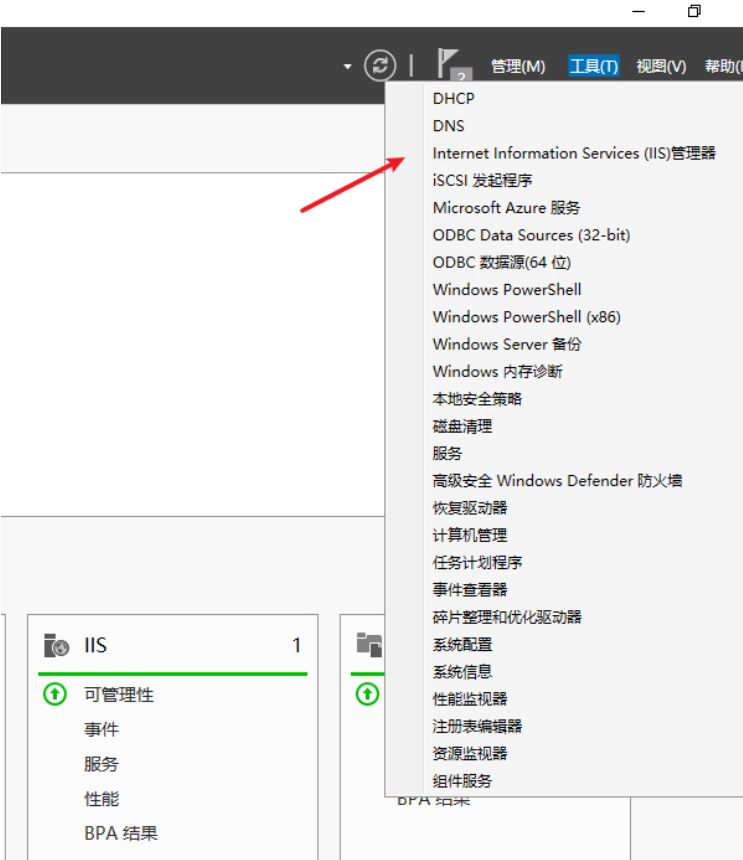 2
管理(M) 工具(T) 视图(V) 帮助(
DHCP
DNS
Internet Information Services (IIS)管理器
iSCSI 发起程序
Microsoft Azure 服务
ODBC Data Sources (32-bit)
ODBC 数据源(64 位)
Windows PowerShell
Windows PowerShell (x86)
Windows Server 备份
Windows 内存诊断
本地安全策略
磁盘清理
服务
高级安全 Windows Defender 防火墙
恢复驱动器
计算机管理
任务计划程序
事件查看器
碎片整理和优化驱动器
系统配置
系统信息
性能监视器
注册表编辑器
资源监视器
组件服务
IIS 1
可管理性
事件
服务
性能
BPA 结果
BPA 结果